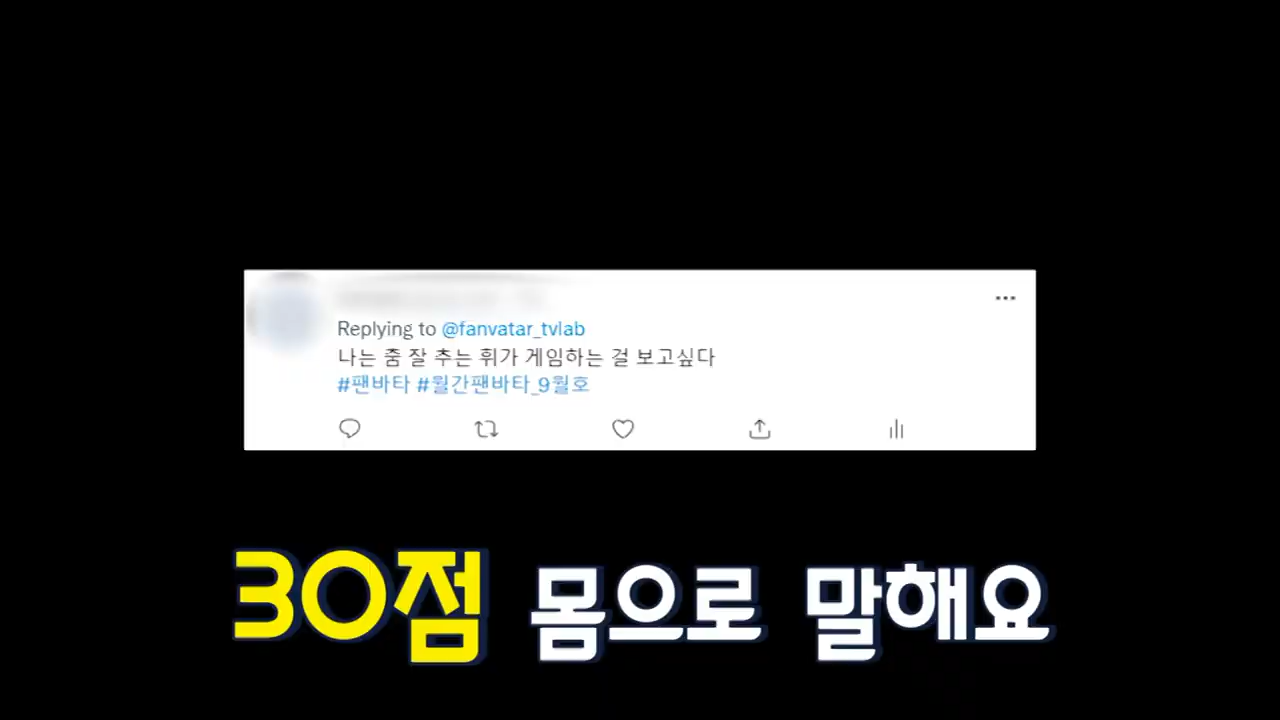 Replying to @fanvatar_tvlab
나는 춤 잘 추는 휘가 게임하는 걸 보고싶다
#팬바타 #월간팬바타_9월호
30점 몸으로 말해요